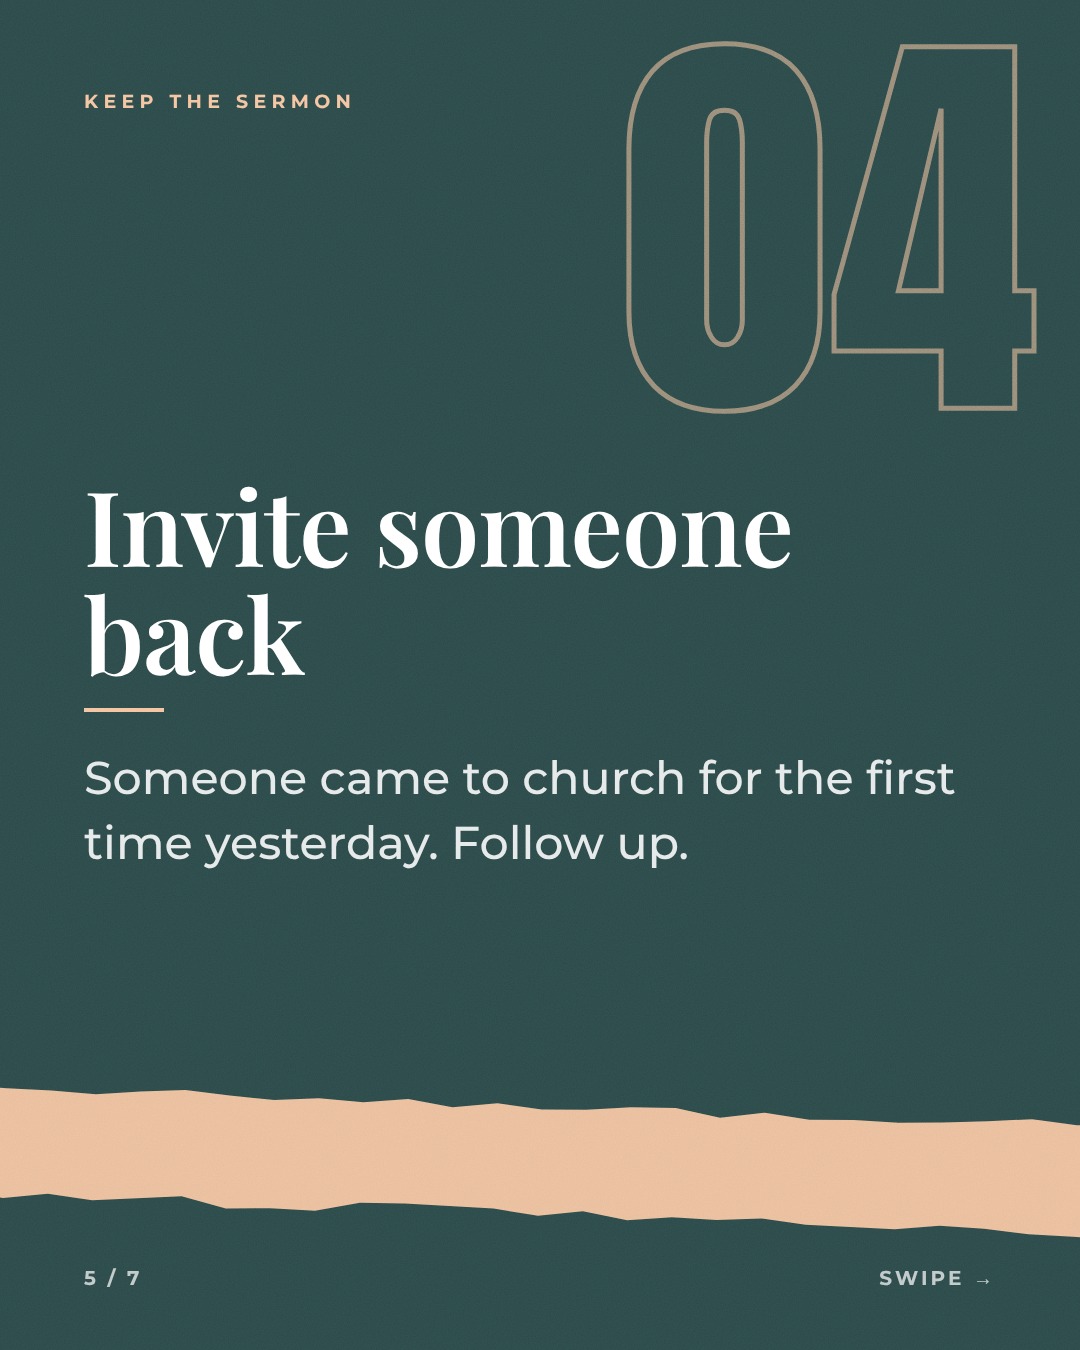 KEEP THE SERMON
04
Invite someone
back
Someone came to church for the first
time yesterday. Follow up.
5 / 7
SWIPE →